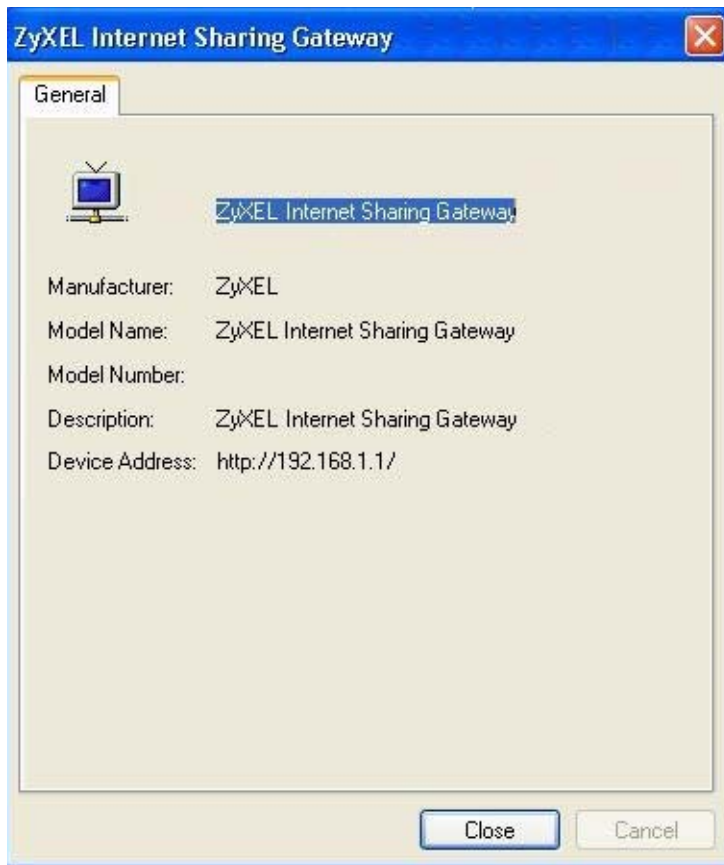 ZyXEL Internet Sharing Gateway
General
ZyXEL Internet Sharing Gateway
Manufacturer: ZyXEL
Model Name: ZyXEL Internet Sharing Gateway
Model Number:
Description: ZyXEL Internet Sharing Gateway
Device Address: http://192.168.1.1/
Close Cancel